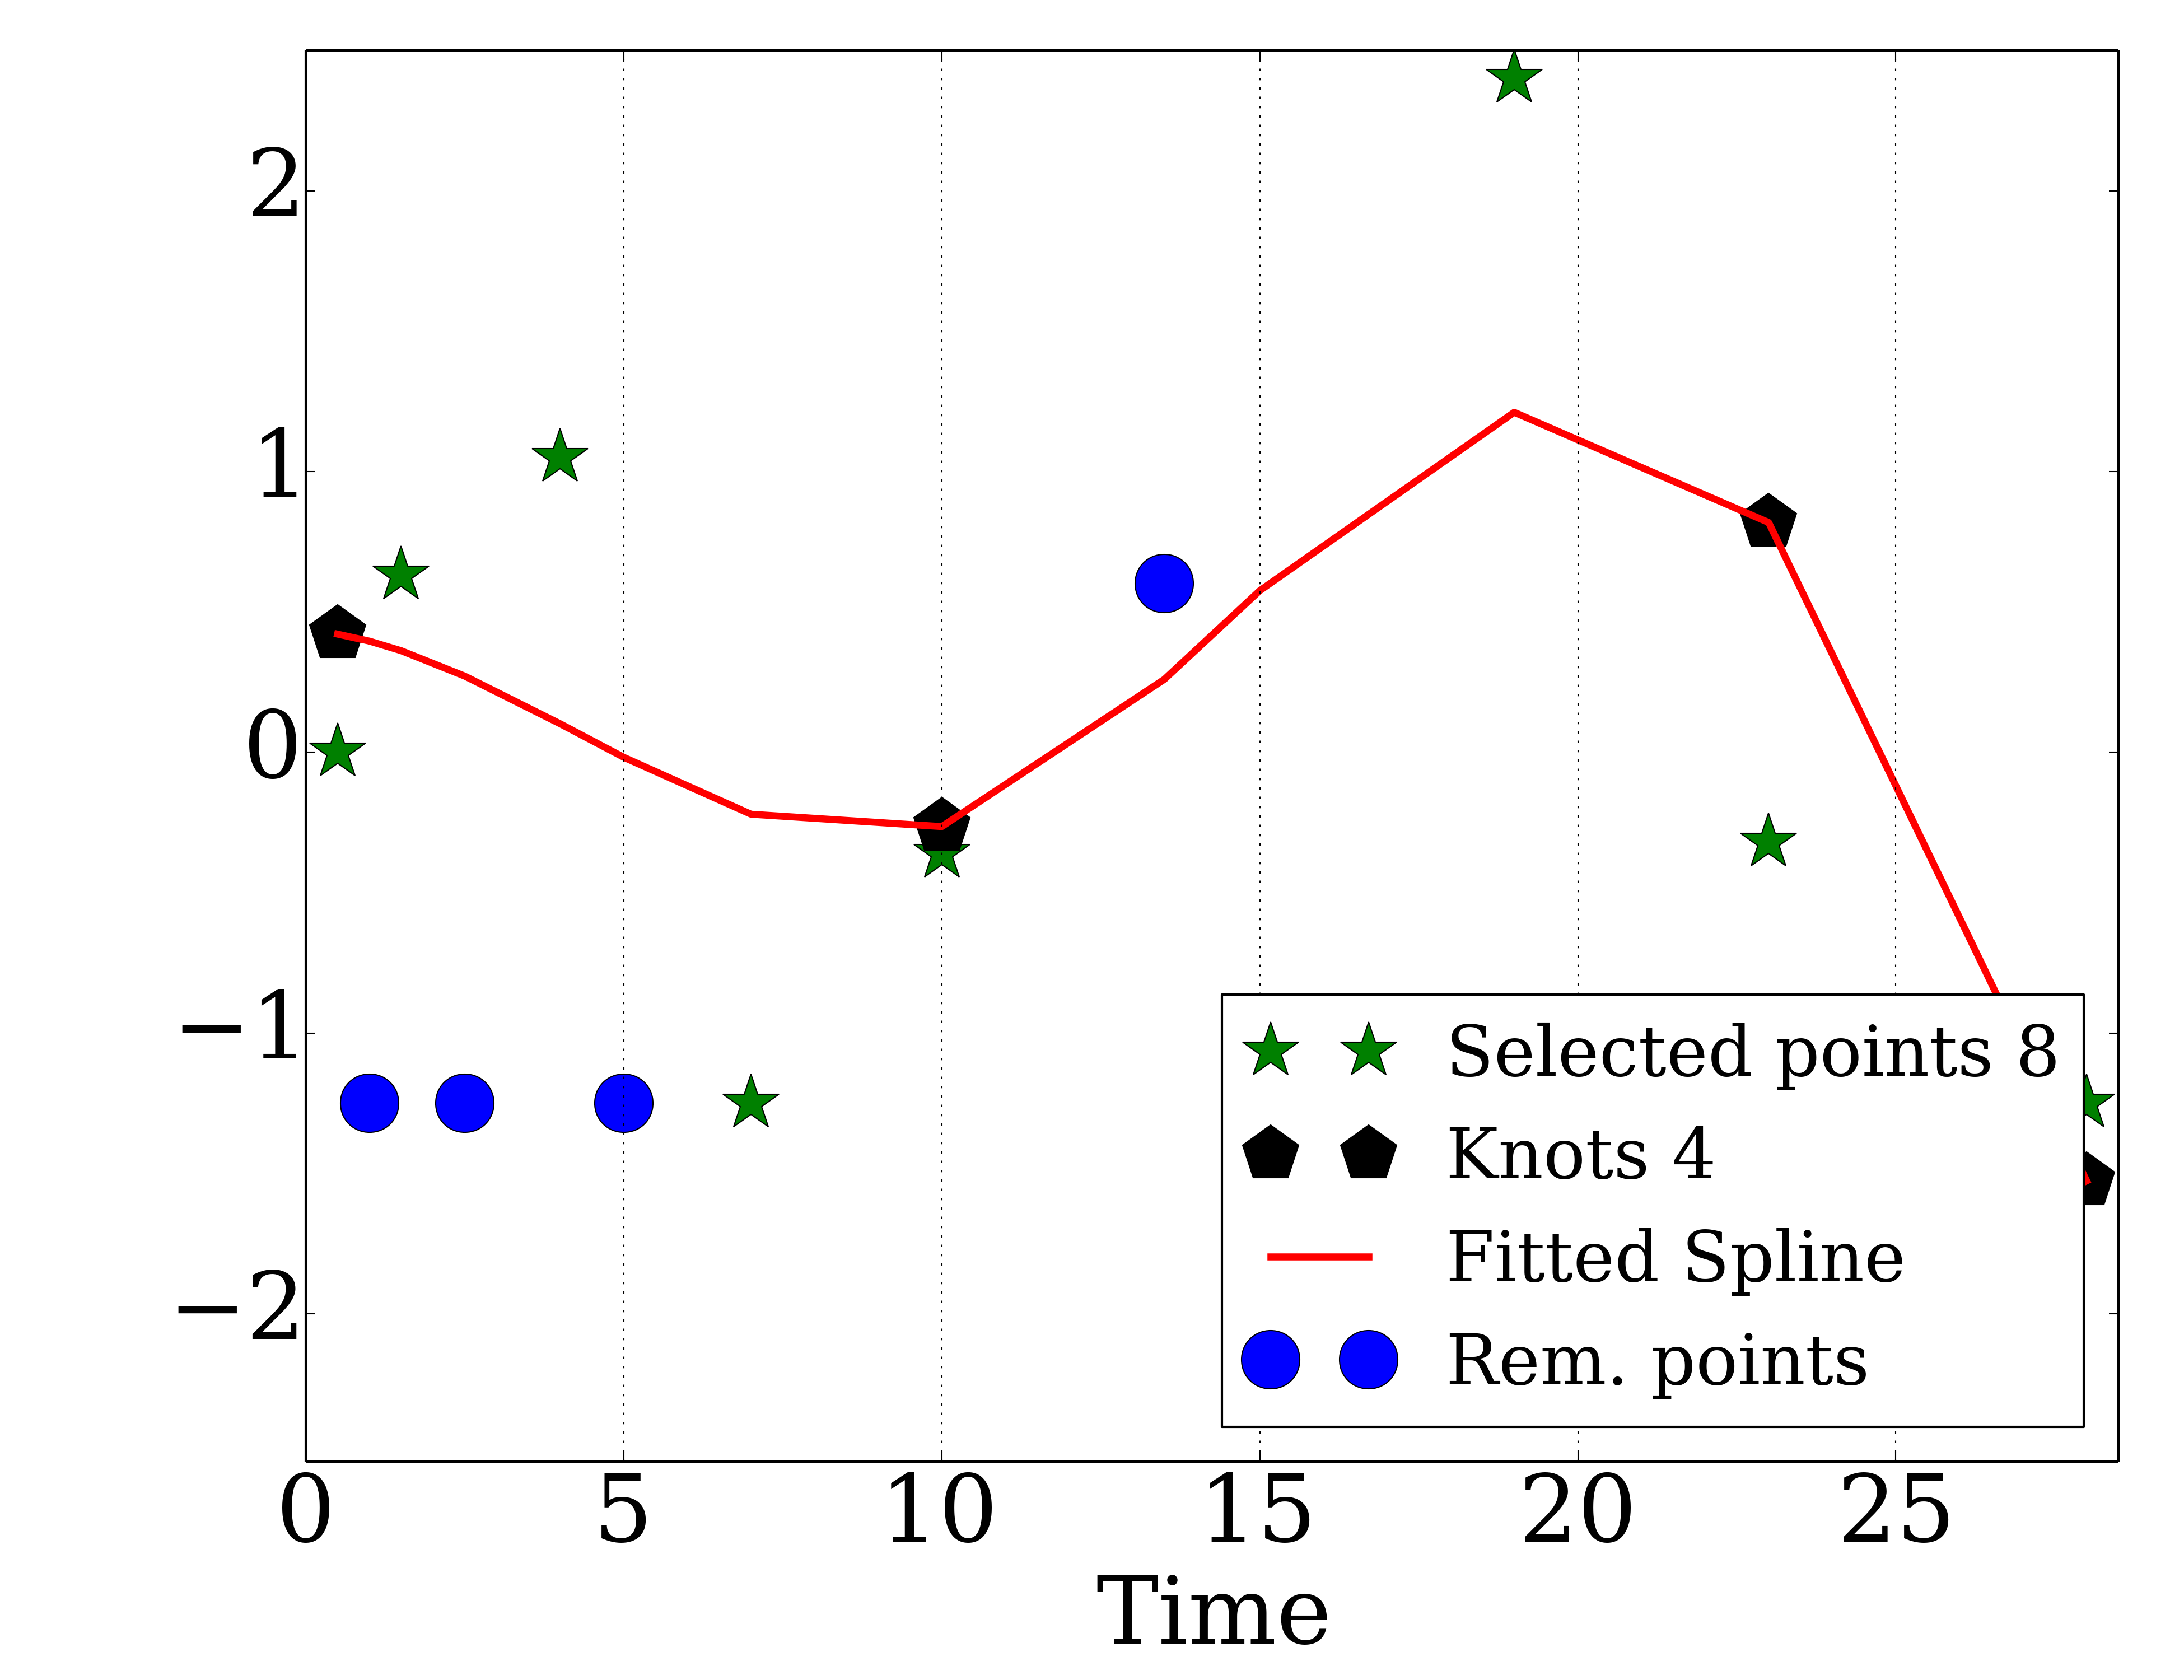 2
1
0
−1
−2
Selected points 8
Knots 4
Fitted Spline
Rem. points
0 5 10 15 20 25
Time